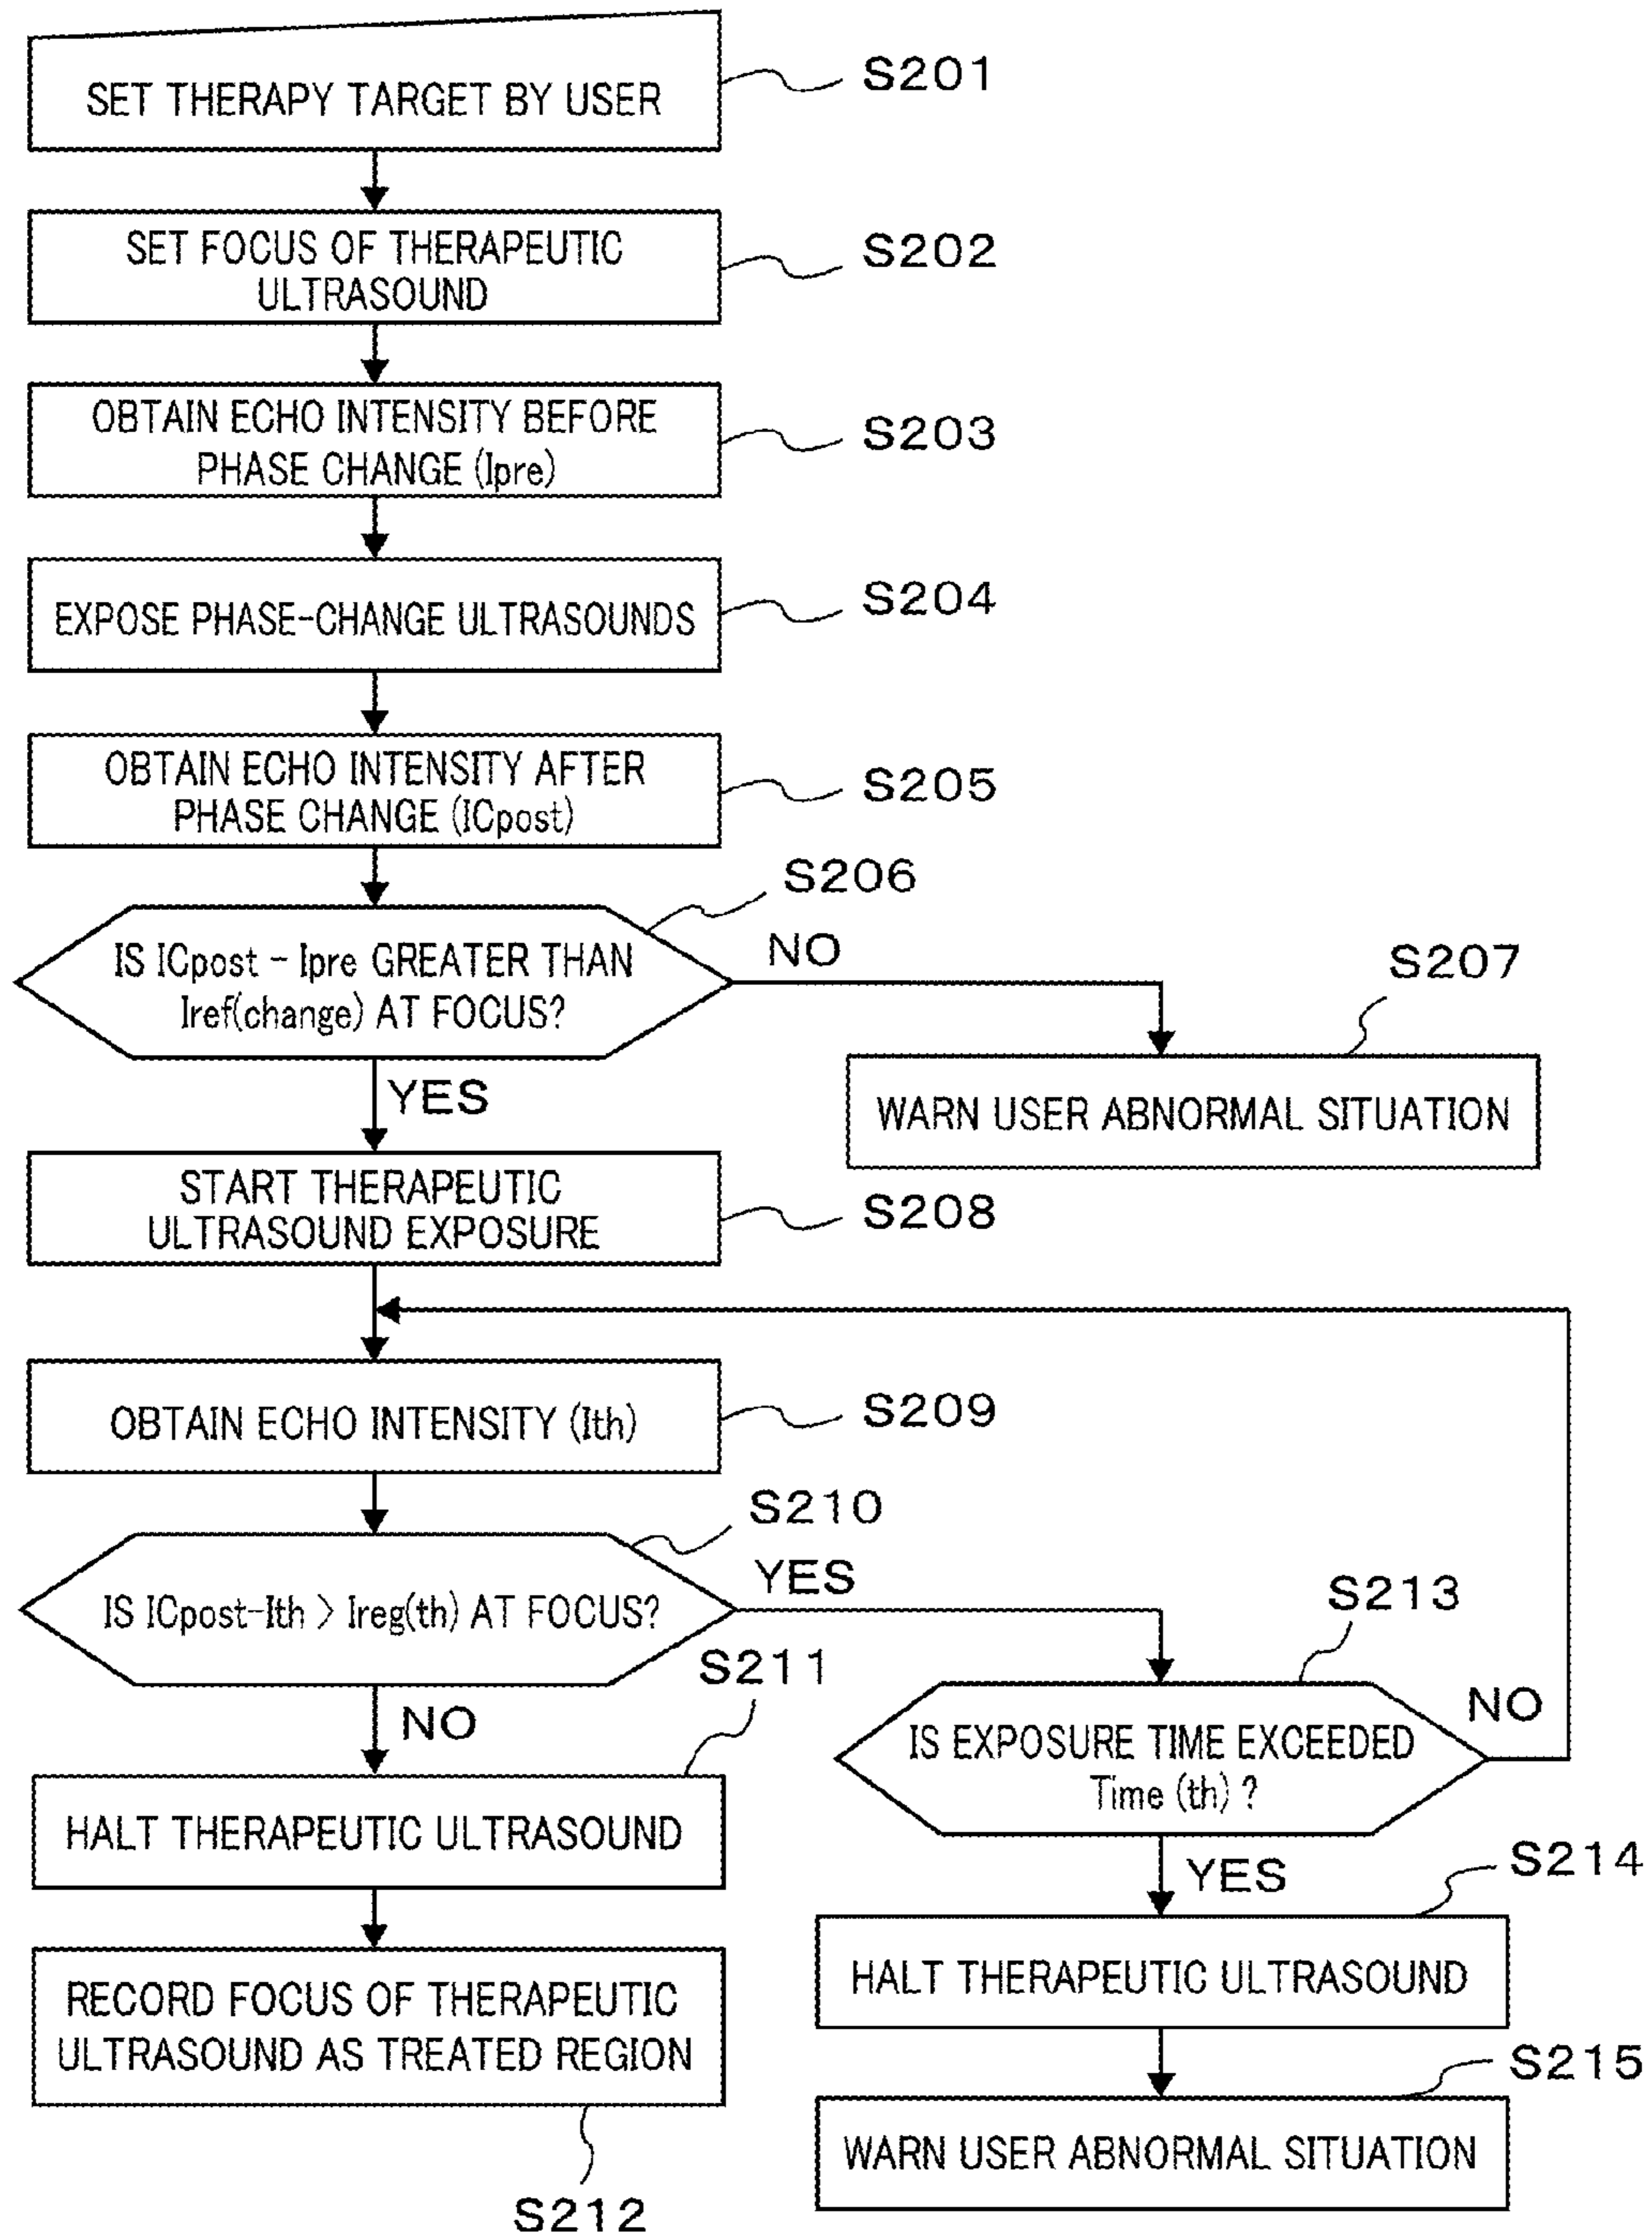 SET THERAPY TARGET BY USER
S201
SET FOCUS OF THERAPEUTIC
ULTRASOUND
S202
OBTAIN ECHO INTENSITY BEFORE
PHASE CHANGE (Ipre)
S203
EXPOSE PHASE-CHANGE ULTRASOUNDS
S204
OBTAIN ECHO INTENSITY AFTER
PHASE CHANGE (ICpost)
S205
S206
IS ICpost - Ipre GREATER THAN
Iref(change) AT FOCUS?
NO
S207
WARN USER ABNORMAL SITUATION
YES
START THERAPEUTIC
ULTRASOUND EXPOSURE
S208
OBTAIN ECHO INTENSITY (Ith)
S209
S210
IS ICpost-Ith > Ireg(th) AT FOCUS?
YES
S213
IS EXPOSURE TIME EXCEEDED
Time (th) ?
NO
S211
NO
HALT THERAPEUTIC ULTRASOUND
YES
S214
HALT THERAPEUTIC ULTRASOUND
RECORD FOCUS OF THERAPEUTIC
ULTRASOUND AS TREATED REGION
S212
S215
WARN USER ABNORMAL SITUATION